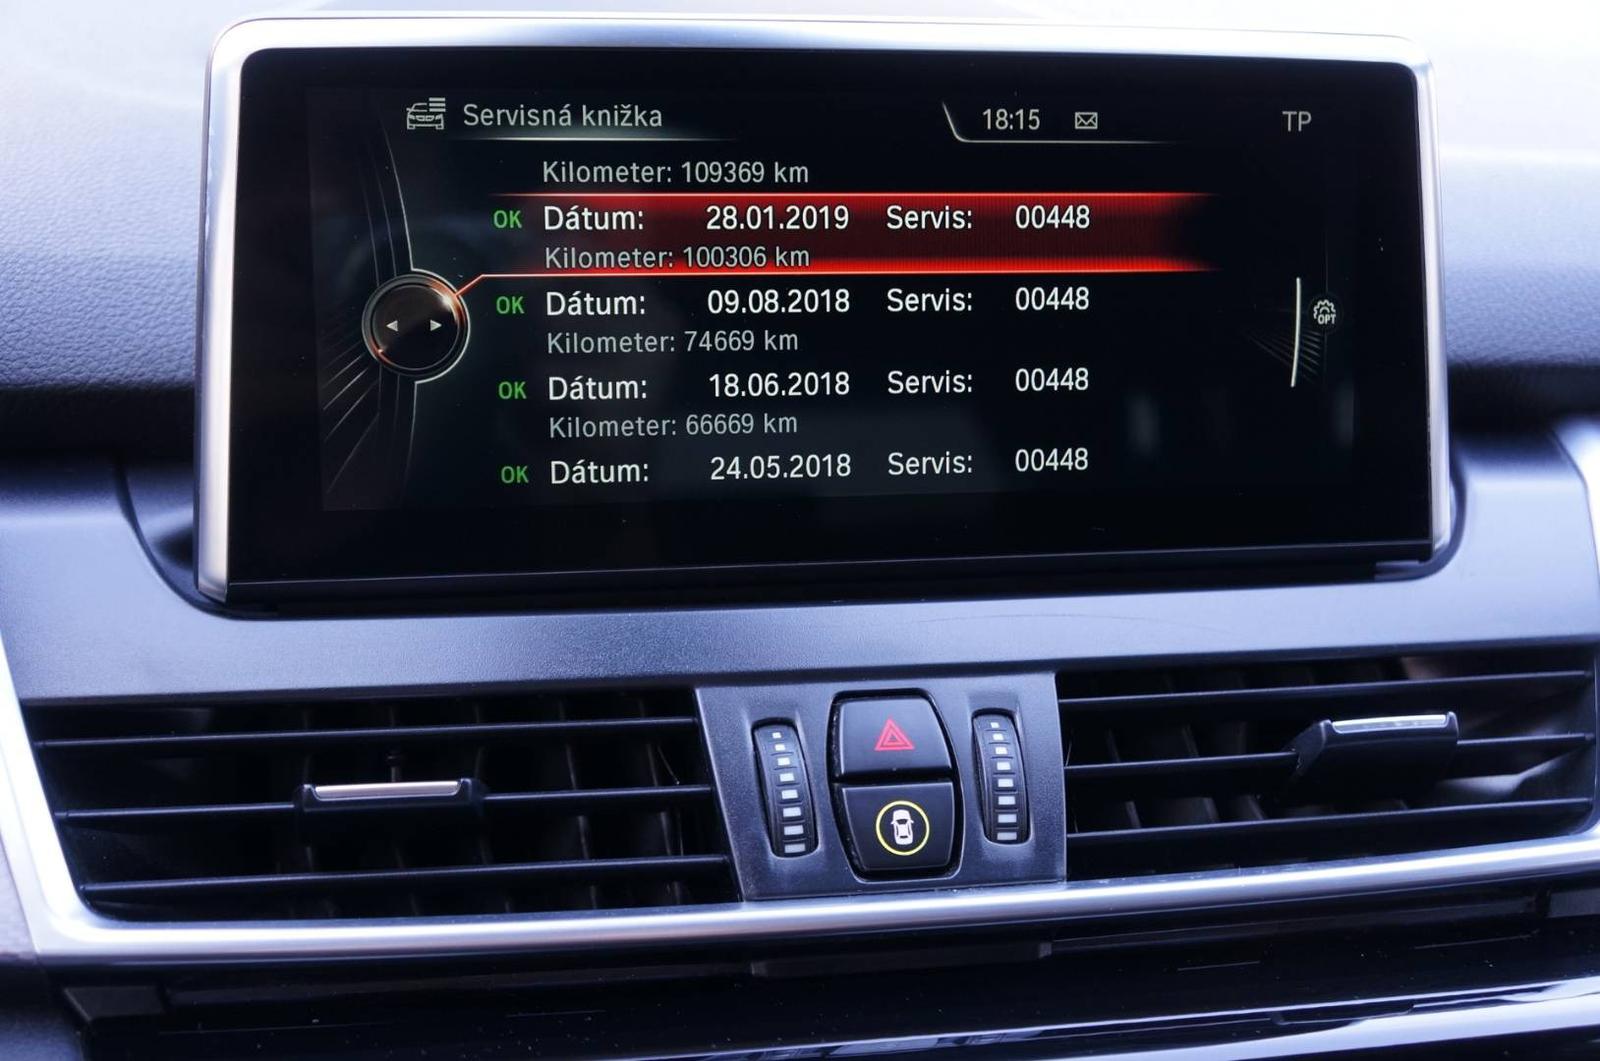 Servisná knižka
18:15
TP
Kilometer: 109369 km
OK Dátum: 28.01.2019 Servis: 00448
Kilometer: 100306 km
OK Dátum: 09.08.2018 Servis: 00448
Kilometer: 74669 km
OPT
OK Dátum: 18.06.2018 Servis: 00448
Kilometer: 66669 km
OK Dátum: 24.05.2018 Servis: 00448